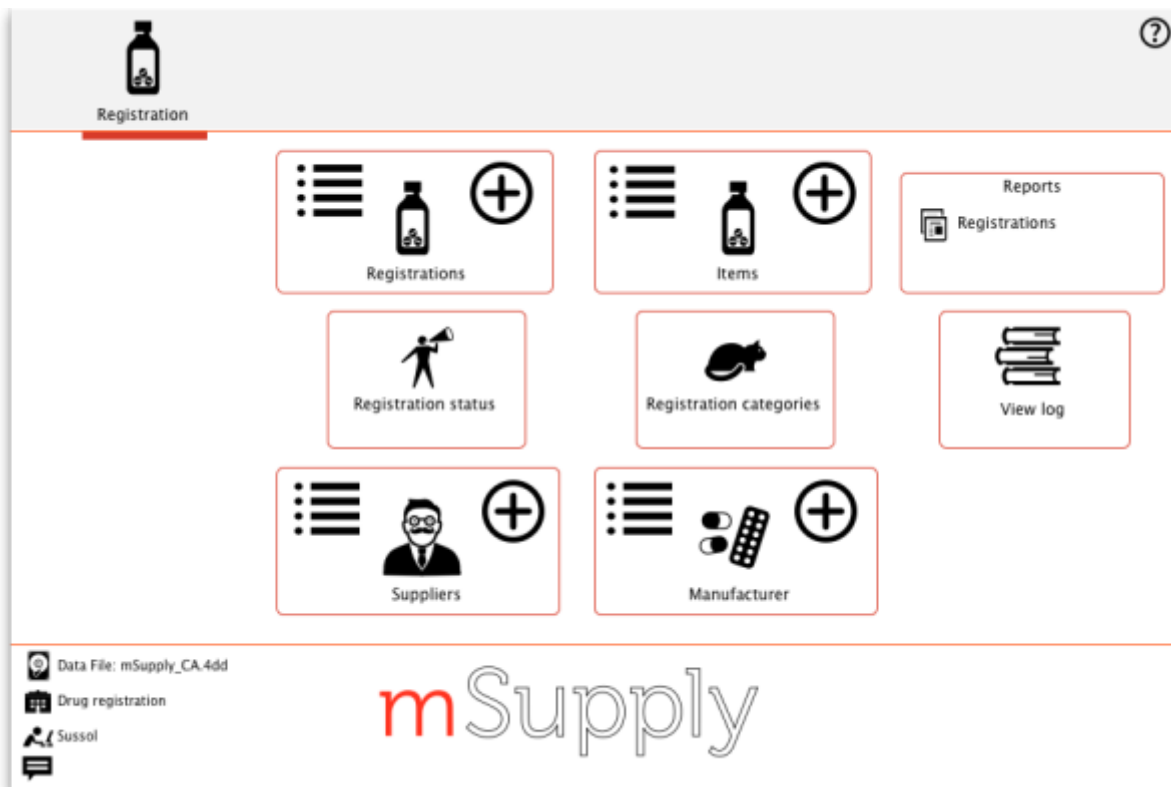 ?
Registration
Registrations
Items
Reports
Registrations
Registration status
Registration categories
View log
Suppliers
Manufacturer
Data File: mSupply_CA.4dd
Drug registration
Sussol
mSupply